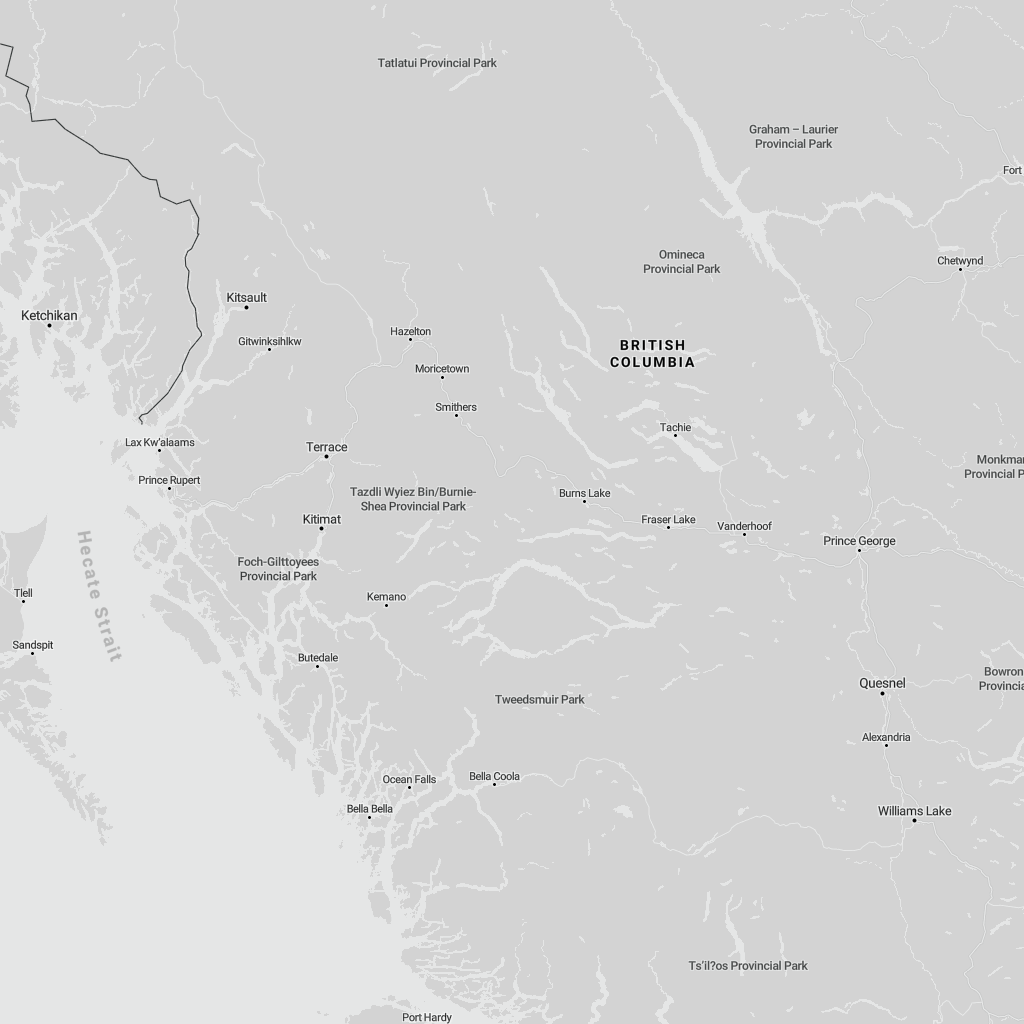 Tatlatui Provincial Park
Graham – Laurier
Provincial Park
Fort
Omineca
Provincial Park
Chetwynd
Kitsault
Ketchikan
Hazelton
Gitwinksihlkw
BRITISH
COLUMBIA
Moricetown
Smithers
Tachie
Lax Kw'alaams
Terrace
Monkman
Provincial P
Prince Rupert
Tazdli Wyiez Bin/Burnie-
Shea Provincial Park
Burns Lake
Kitimat
Fraser Lake
Vanderhoof
Prince George
Hecate Strait
Foch-Gilttoyees
Provincial Park
Tlell
Kemano
Sandspit
Butedale
Bowron
Provincia
Quesnel
Tweedsmuir Park
Alexandria
Ocean Falls
Bella Coola
Bella Bella
Williams Lake
Ts'il?os Provincial Park
Port Hardy